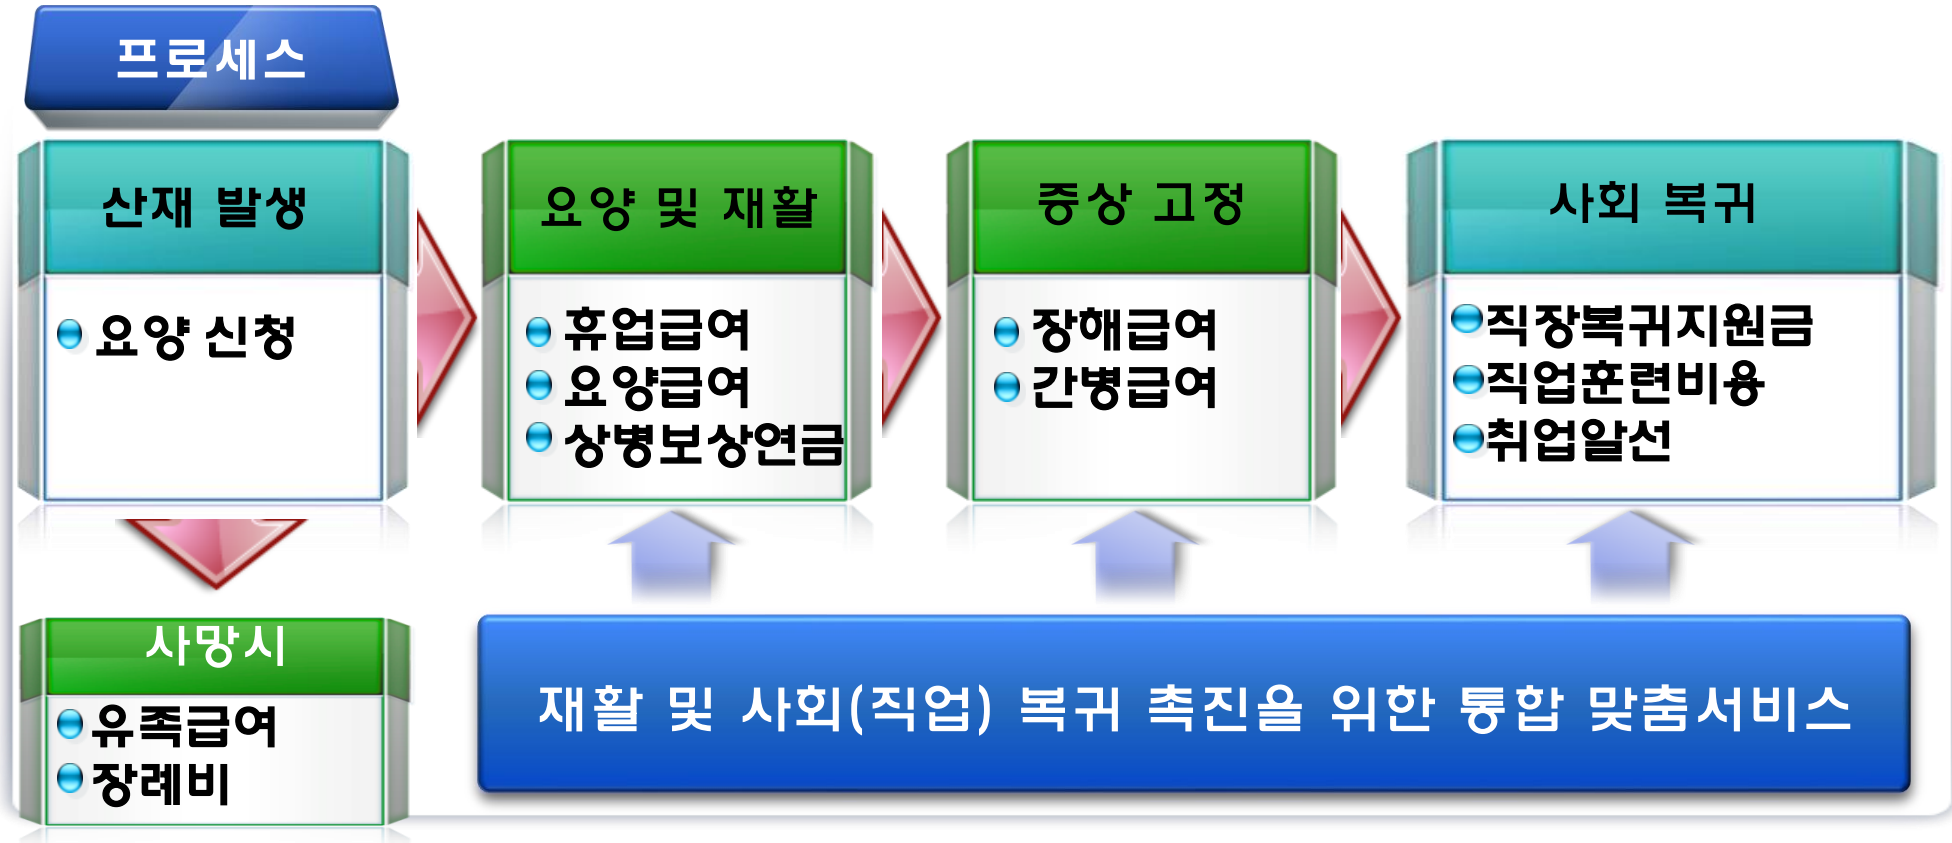 프로세스
산재 발생
요양 신청
요양 및 재활
휴업급여
요양급여
상병보상연금
증상 고정
장해급여
간병급여
사회 복귀
직장복귀지원금
직업훈련비용
취업알선
사망시
유족급여
장례비
재활 및 사회(직업) 복귀 촉진을 위한 통합 맞춤서비스